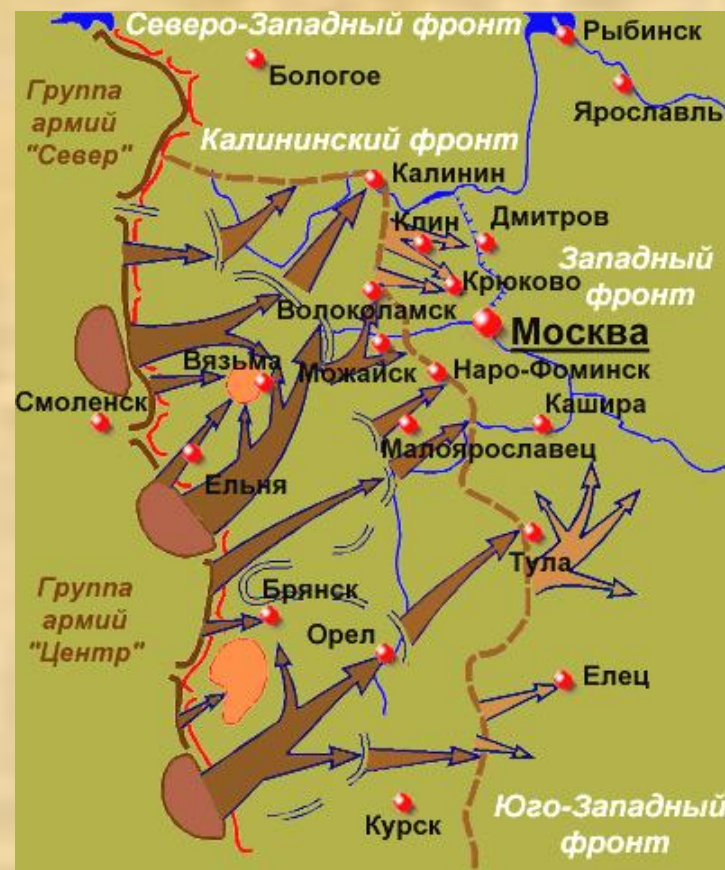 Северо-Западный фронт
Рыбинск
Бологое
Ярославль
Группа
армий
"Север"
Калининский фронт
Калинин
Клин
Дмитров
Западный
фронт
Крюково
Волоколамск
Москва
Вязьма
Можайск
Наро-Фоминск
Смоленск
Кашира
Малоярославец
Ельня
Тула
Группа
армий
"Центр"
Брянск
Орел
Елец
Юго-Западный
фронт
Курск